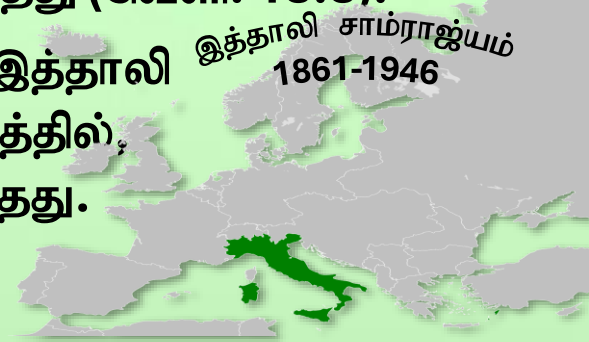 இத்தாலி சாம்ராஜ்யம்
1861-1946
இத்தாலி
த்தில்,
தது.